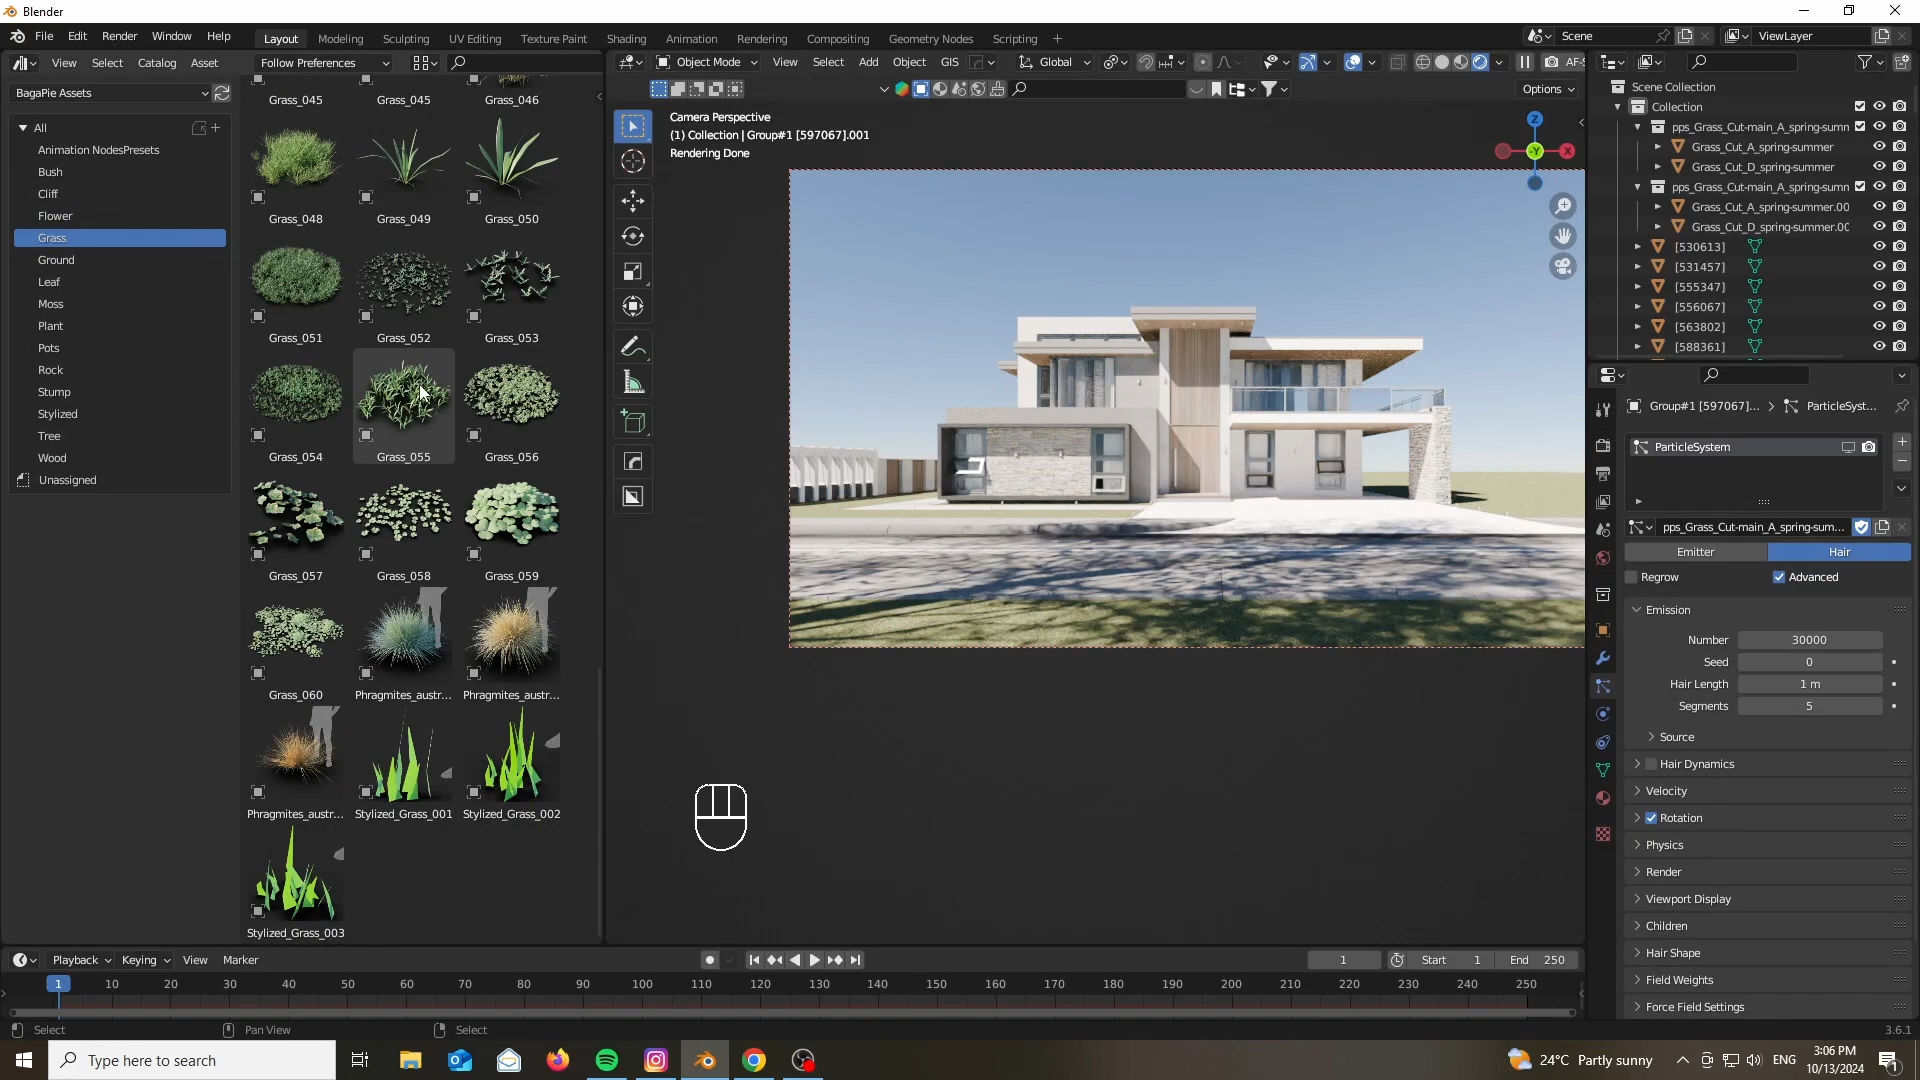 Blender
File Edit Render Window Help
Layout Modeling Sculpting UV Editing Texture Paint Shading Animation Rendering Compositing Geometry Nodes Scripting +
Scene
ViewLayer
View Select Catalog Asset
Follow Preferences
Object Mode
View Select Add Object GIS
Global
BagaPie Assets
Options
All
Animation NodesPresets
Bush
Cliff
Flower
Grass
Ground
Leaf
Moss
Plant
Pots
Rock
Stump
Stylized
Tree
Wood
Unassigned
Grass_045 Grass_045 Grass_046
Grass_048 Grass_049 Grass_050
Grass_051 Grass_052 Grass_053
Grass_054 Grass_055 Grass_056
Grass_057 Grass_058 Grass_059
Grass_060 Phragmites_austr... Phragmites_austr...
Phragmites_austr... Stylized_Grass_001 Stylized_Grass_002
Stylized_Grass_003
Camera Perspective
(1) Collection | Group#1 [597067].001
Rendering Done
Z
-Y
X
Scene Collection
Collection
pps_Grass_Cut-main_A_spring-summ
Grass_Cut_A_spring-summer
Grass_Cut_D_spring-summer
pps_Grass_Cut-main_A_spring-summ
Grass_Cut_A_spring-summer.00
Grass_Cut_D_spring-summer.00
[530613]
[531457]
[555347]
[556067]
[563802]
[588361]
Group#1 [597067]... > ParticleSyst...
ParticleSystem
pps_Grass_Cut-main_A_spring-sum...
Emitter Hair
Regrow Advanced
Emission
Number 30000
Seed 0
Hair Length 1 m
Segments 5
Source
Hair Dynamics
Velocity
Rotation
Physics
Render
Viewport Display
Children
Hair Shape
Field Weights
Force Field Settings
Playback Keying View Marker
1
Start 1 End 250
1 10 20 30 40 50 60 70 80 90 100 110 120 130 140 150 160 170 180 190 200 210 220 230 240 250
Select Pan View Select
3.6.1
Type here to search
24°C Partly sunny
ENG
3:06 PM
10/13/2024
1